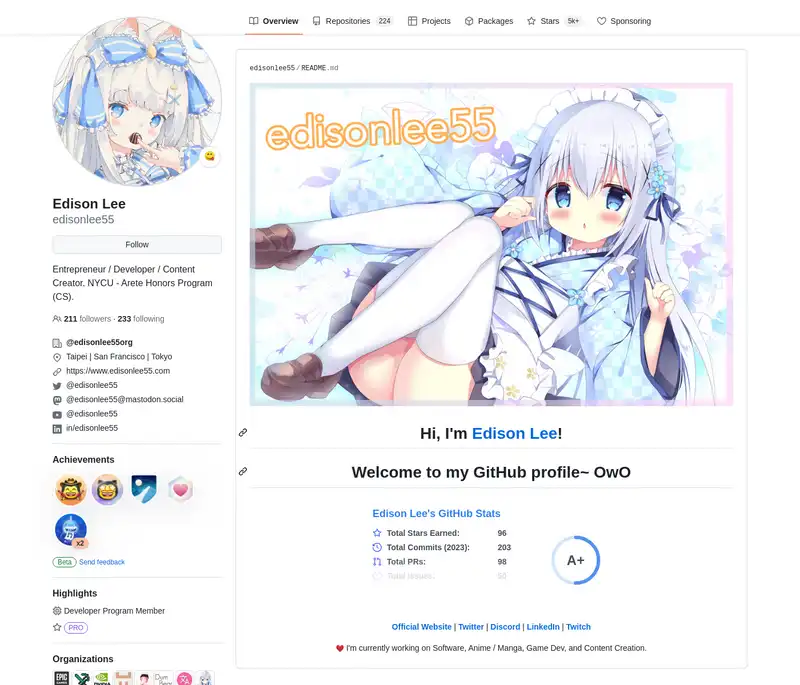 Overview
Repositories 224
Projects
Packages
Stars 5k+
Sponsoring
Edison Lee
edisonlee55
Follow
Entrepreneur / Developer / Content
Creator, NYCU - Arete Honors Program
(CS).
211 followers · 233 following
@edisonlee55org
Taipei | San Francisco | Tokyo
https://www.edisonlee55.com
@edisonlee55
@edisonlee55@mastodon.social
@edisonlee55
in/edisonlee55
Achievements
x2
Beta Send feedback
Highlights
Developer Program Member
PRO
Organizations
EPIC
GAMES
NVIDIA
edisonlee55 / README.md
edisonlee55
Hi, I'm Edison Lee!
Welcome to my GitHub profile~ OwO
Edison Lee's GitHub Stats
Total Stars Earned: 96
Total Commits (2023): 203
Total PRs: 98
Total Issues: 50
A+
Official Website | Twitter | Discord | LinkedIn | Twitch
I'm currently working on Software, Anime / Manga, Game Dev, and Content Creation.